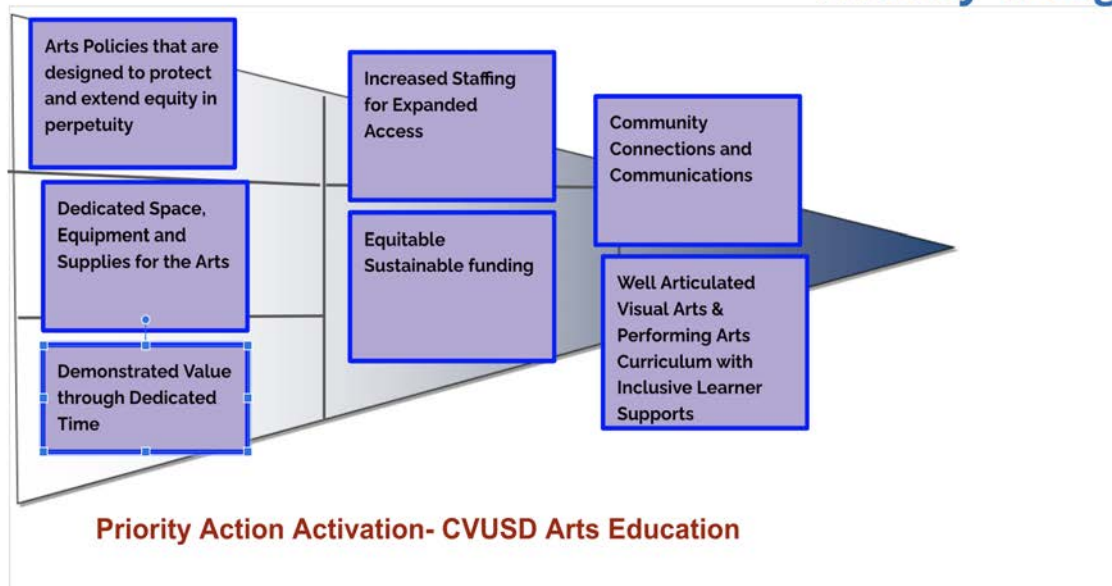 Arts Policies that are
designed to protect
and extend equity in
perpetuity
Dedicated Space,
Equipment and
Supplies for the Arts
Demonstrated Value
through Dedicated
Time
Increased Staffing
for Expanded
Access
Equitable
Sustainable funding
Community
Connections and
Communications
Well Articulated
Visual Arts &
Performing Arts
Curriculum with
Inclusive Learner
Supports
Priority Action Activation- CVUSD Arts Education